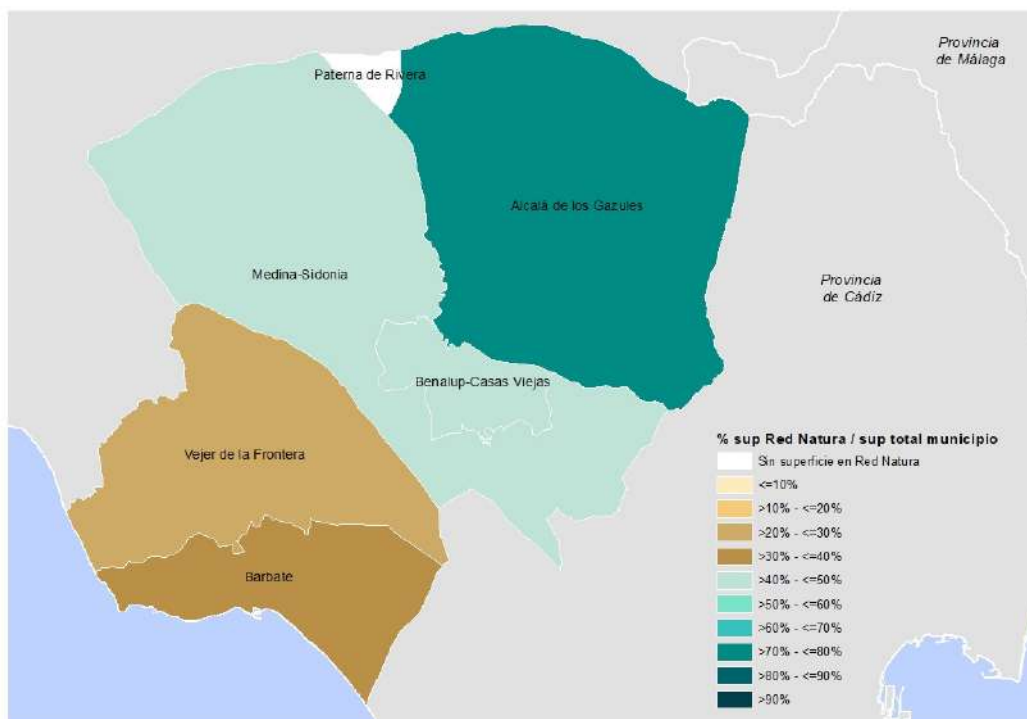 Provincia
de Málaga
Paterna de Rivera
Alcalá de los Gazules
Medina-Sidonia
Provincia
de Cádiz
Benalup-Casas Viejas
Vejer de la Frontera
Barbate
% sup Red Natura / sup total municipio
Sin superficie en Red Natura
<=10%
>10% - <=20%
>20% - <=30%
>30% - <=40%
>40% - <=50%
>50% - <=60%
>60% - <=70%
>70% - <=80%
>80% - <=90%
>90%